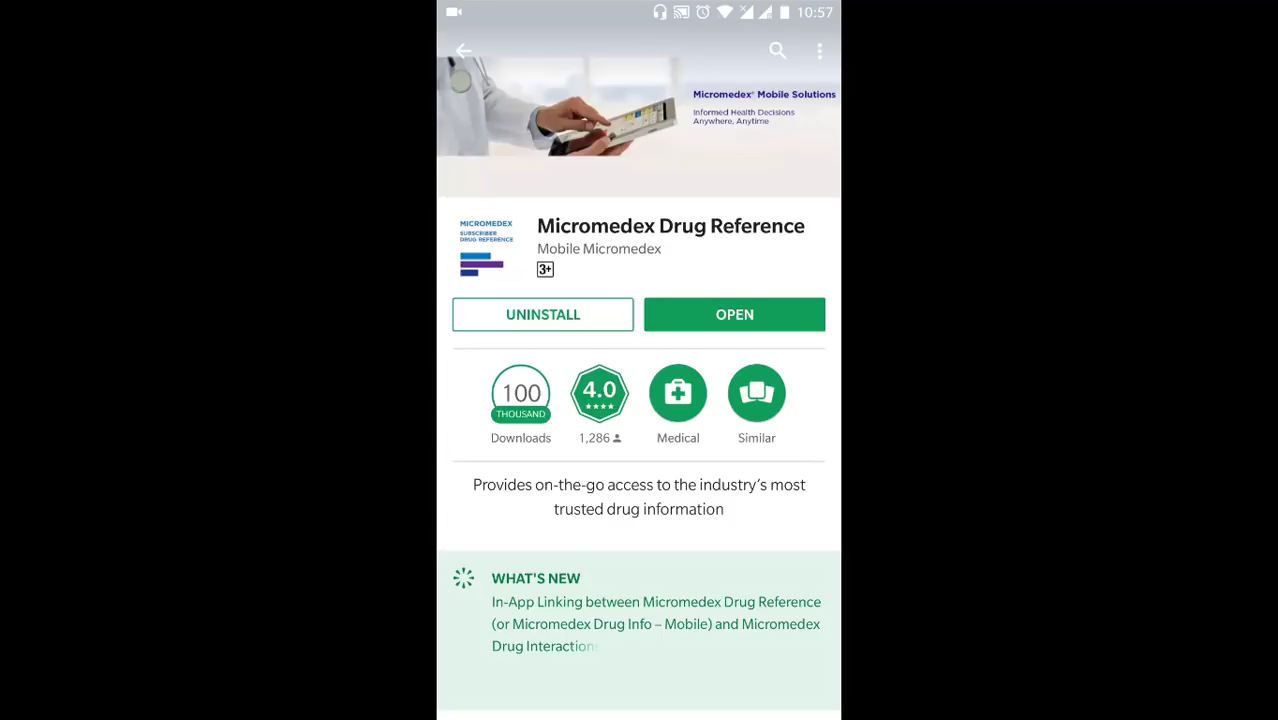 10:57
Micromedex® Mobile Solutions
Informed Health Decisions
Anywhere, Anytime
MICROMEDEX
SUBSCRIBER
DRUG REFERENCE
Micromedex Drug Reference
Mobile Micromedex
3+
UNINSTALL
OPEN
100
THOUSAND
Downloads
4.0
1,286
Medical
Similar
Provides on-the-go access to the industry's most
trusted drug information
WHAT'S NEW
In-App Linking between Micromedex Drug Reference
(or Micromedex Drug Info – Mobile) and Micromedex
Drug Interactions